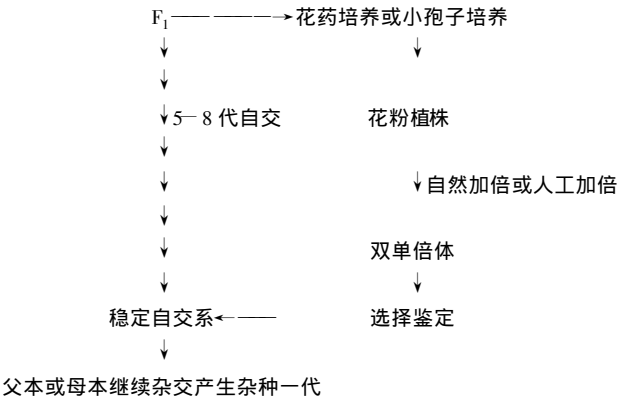 F₁ 花药培养或小孢子培养
5－8 代自交 花粉植株
自然加倍或人工加倍
双单倍体
稳定自交系 选择鉴定
父本或母本继续杂交产生杂种一代